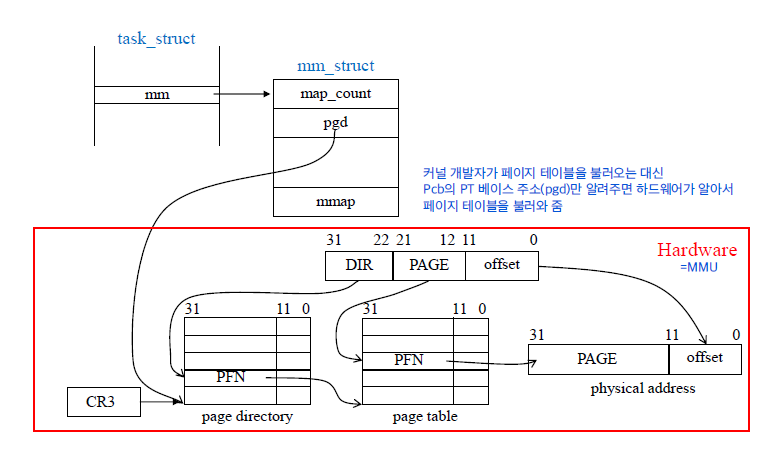 task_struct
mm_struct
mm
map_count
pgd
mmap
커널 개발자가 페이지 테이블을 불러오는 대신
Pcb의 PT 베이스 주소(pgd)만 알려주면 하드웨어가 알아서
페이지 테이블을 불러와 줌
31 22 21 12 11 0
Hardware
=MMU
DIR PAGE offset
31 11 0
31 11 0
31 11 0
PFN
PFN
PAGE offset
physical address
CR3
page directory
page table